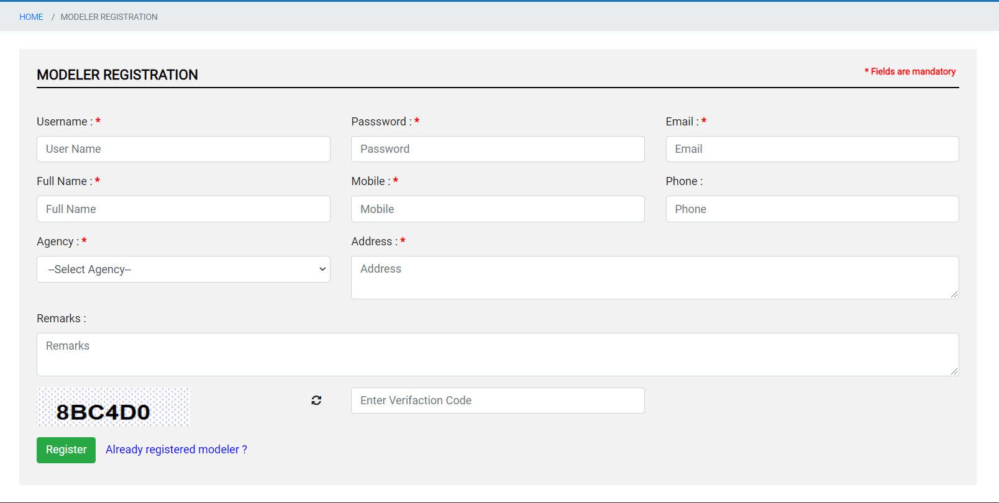 HOME / MODELER REGISTRATION
MODELER REGISTRATION
* Fields are mandatory
Username : * Passsword : * Email : *
User Name Password Email
Full Name : * Mobile : * Phone :
Full Name Mobile Phone
Agency : * Address : *
--Select Agency-- Address
Remarks :
Remarks
8BC4D0 Enter Verifaction Code
Register Already registered modeler ?